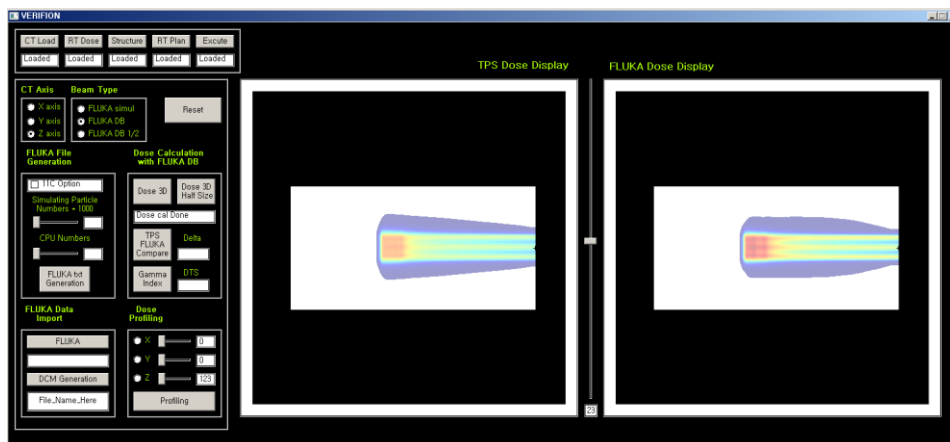 VERIFION
CT Load RT Dose Structure RT Plan Excute
Loaded Loaded Loaded Loaded Loaded
TPS Dose Display
FLUKA Dose Display
CT Axis Beam Type
X axis FLUKA simul
Y axis FLUKA DB
Z axis FLUKA DB 1/2
Reset
FLUKA File
Generation
Dose Calculation
with FLUKA DB
TTC Option
Simulating Particle
Numbers * 1000
CPU Numbers
FLUKA txt
Generation
Dose 3D
Dose 3D
Half Size
Dose cal Done
TPS
FLUKA
Compare
Delta
Gamma
Index
DTS
FLUKA Data
Import
Dose
Profiling
FLUKA
DCM Generation
File_Name_Here
X 0
Y 0
Z 123
Profiling
23